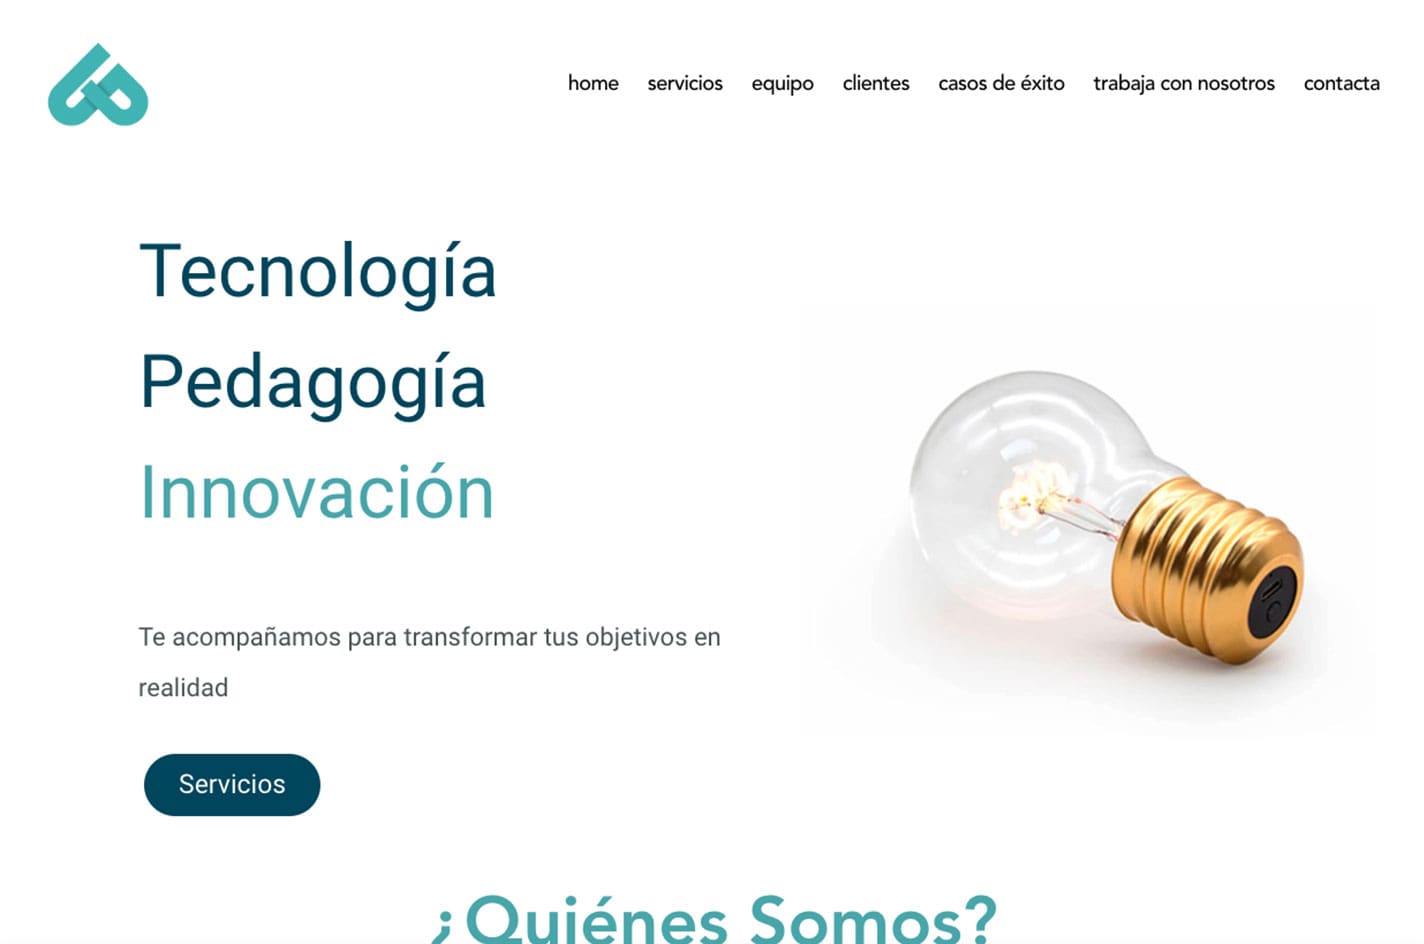 home servicios equipo clientes casos de éxito trabaja con nosotros contacta
Tecnología
Pedagogía
Innovación
Te acompañamos para transformar tus objetivos en
realidad
Servicios
¿Quiénes Somos?